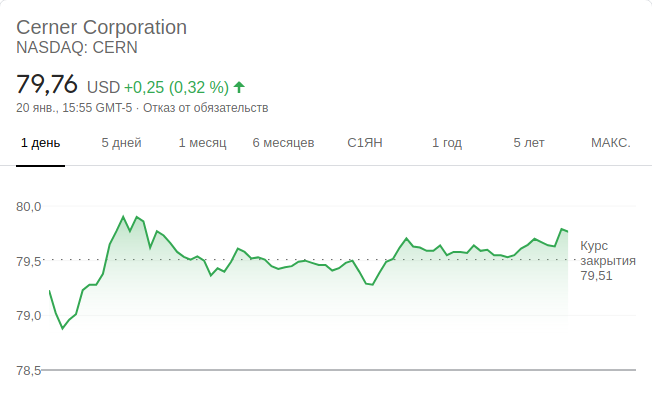 Cerner Corporation
NASDAQ: CERN
79,76 USD +0,25 (0,32 %)
20 янв., 15:55 GMT-5 · Отказ от обязательств
1 день 5 дней 1 месяц 6 месяцев С1ЯН 1 год 5 лет МАКС.
80,0
79,5
79,0
78,5
Курс
закрытия
79,51